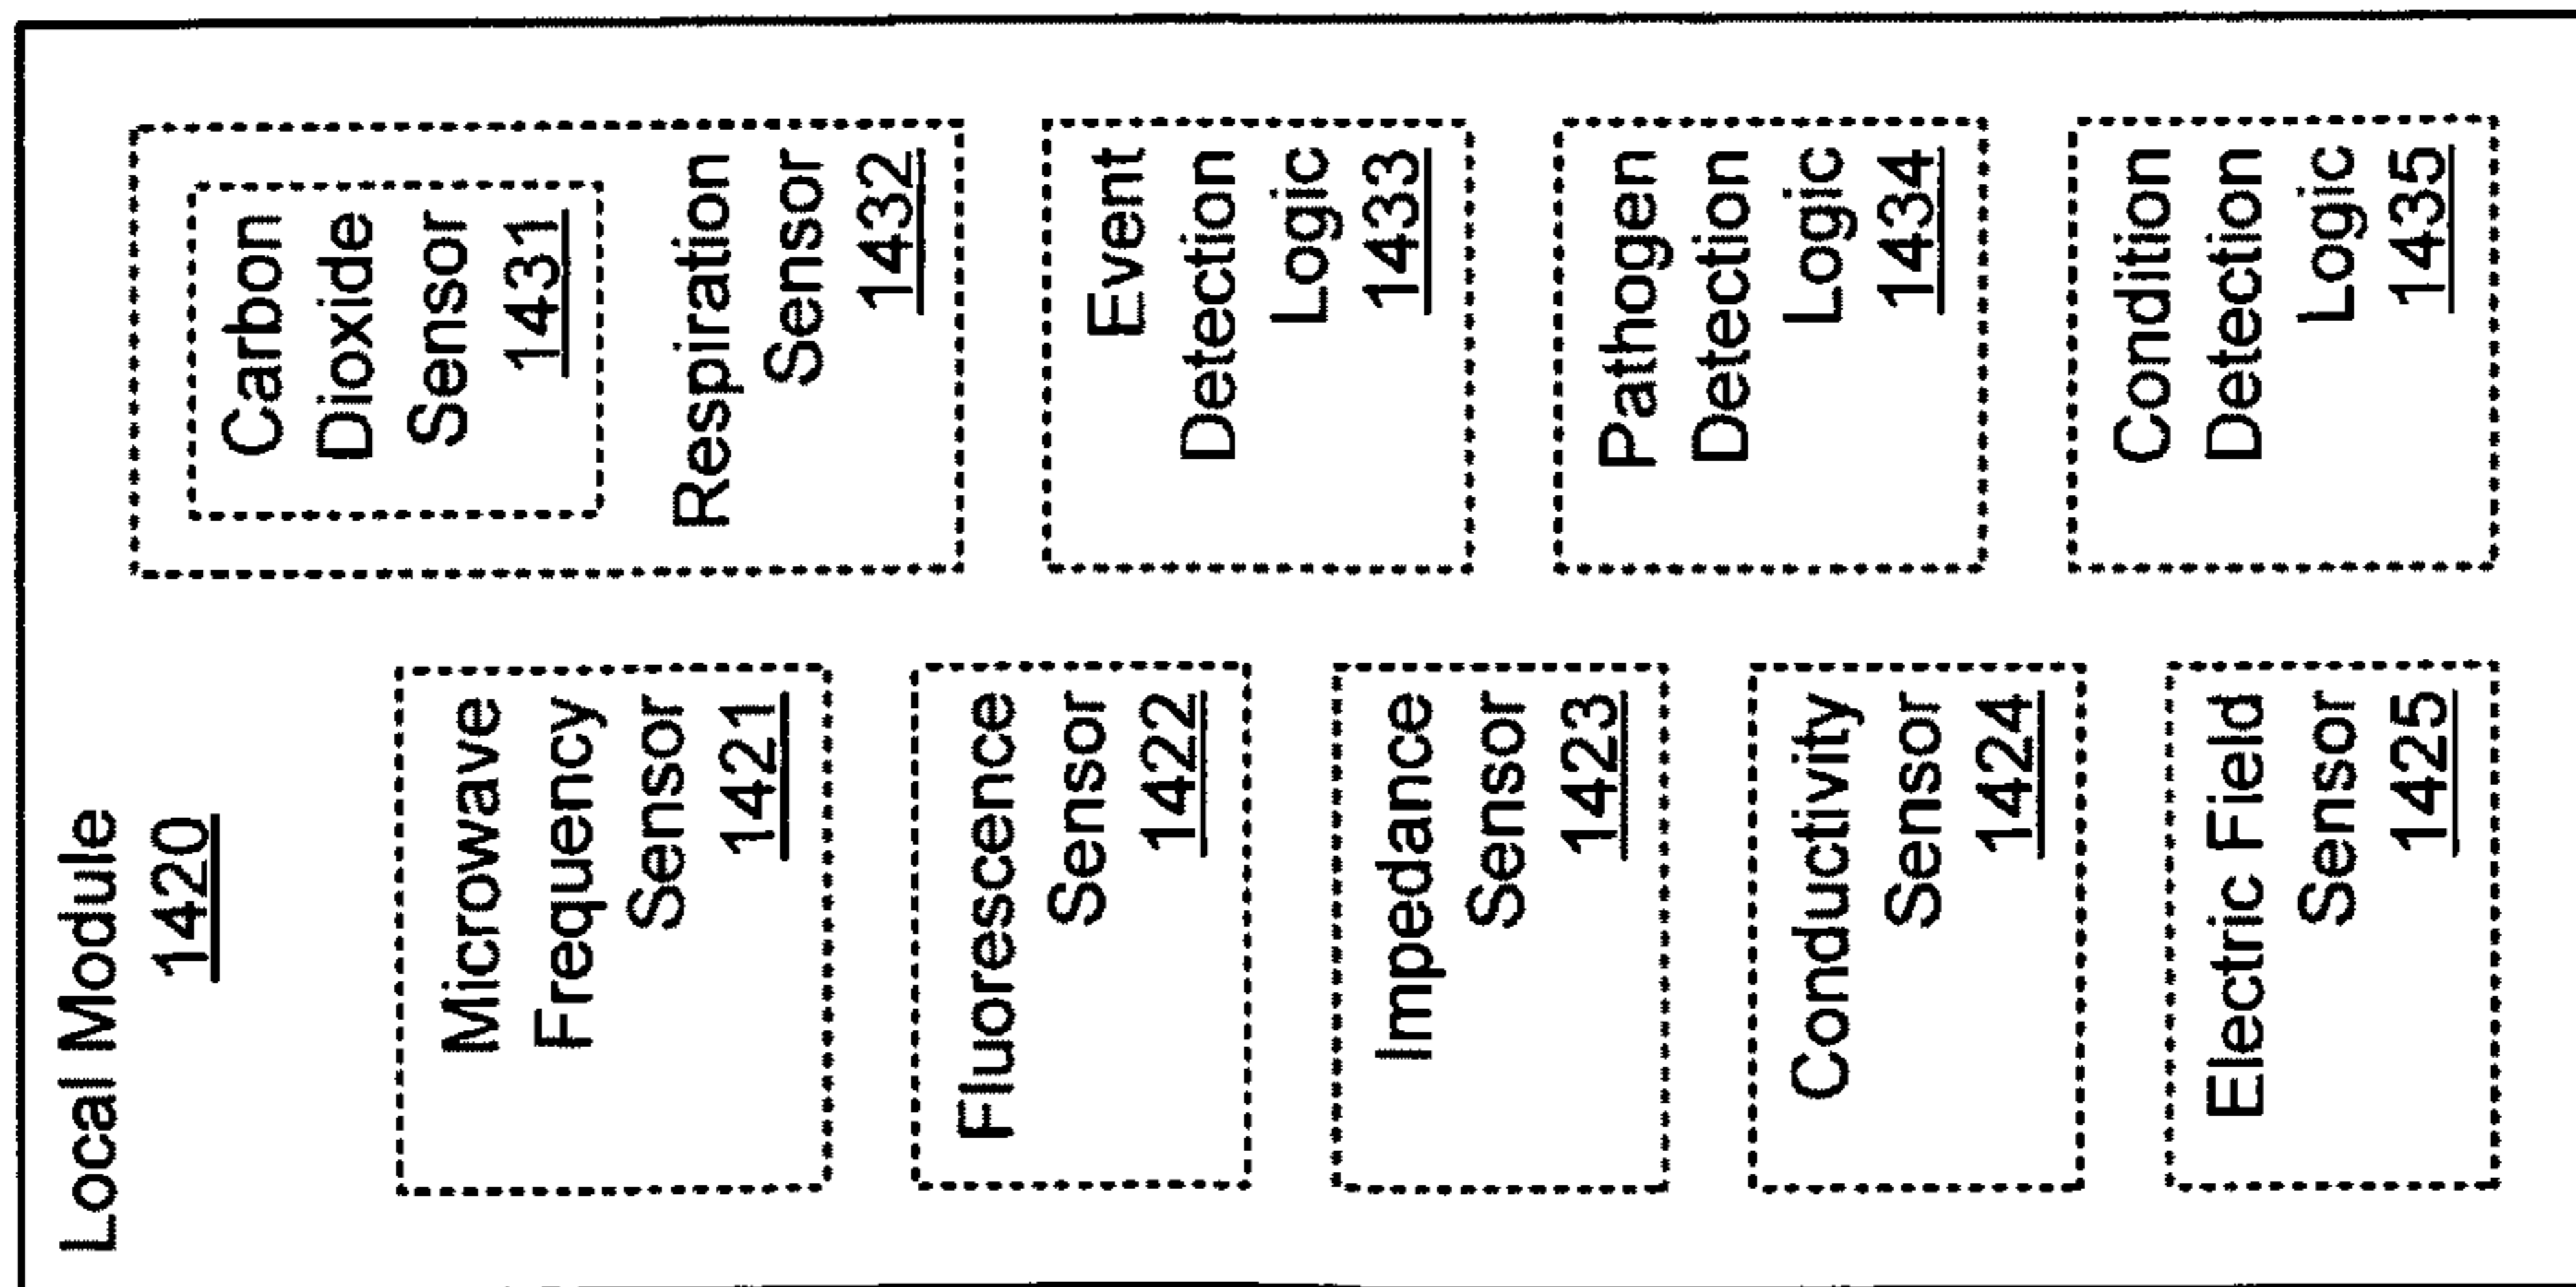 Local Module
1420
Microwave
Frequency
Sensor
1421
Fluorescence
Sensor
1422
Impedance
Sensor
1423
Conductivity
Sensor
1424
Electric Field
Sensor
1425
Carbon
Dioxide
Sensor
1431
Respiration
Sensor
1432
Event
Detection
Logic
1433
Pathogen
Detection
Logic
1434
Condition
Detection
Logic
1435